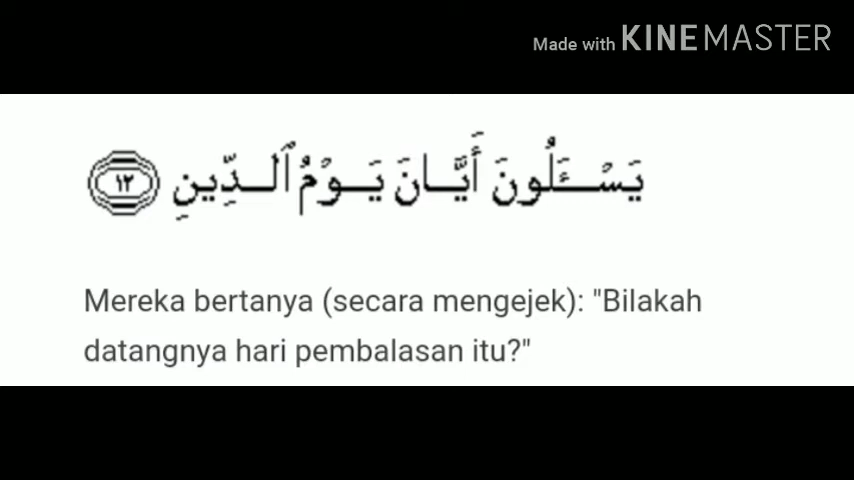 Made with KINEMASTER
يَسْـَٔلُونَ أَيَّانَ يَوْمُ ٱلدِّينِ ١٢
Mereka bertanya (secara mengejek): "Bilakah
datangnya hari pembalasan itu?"